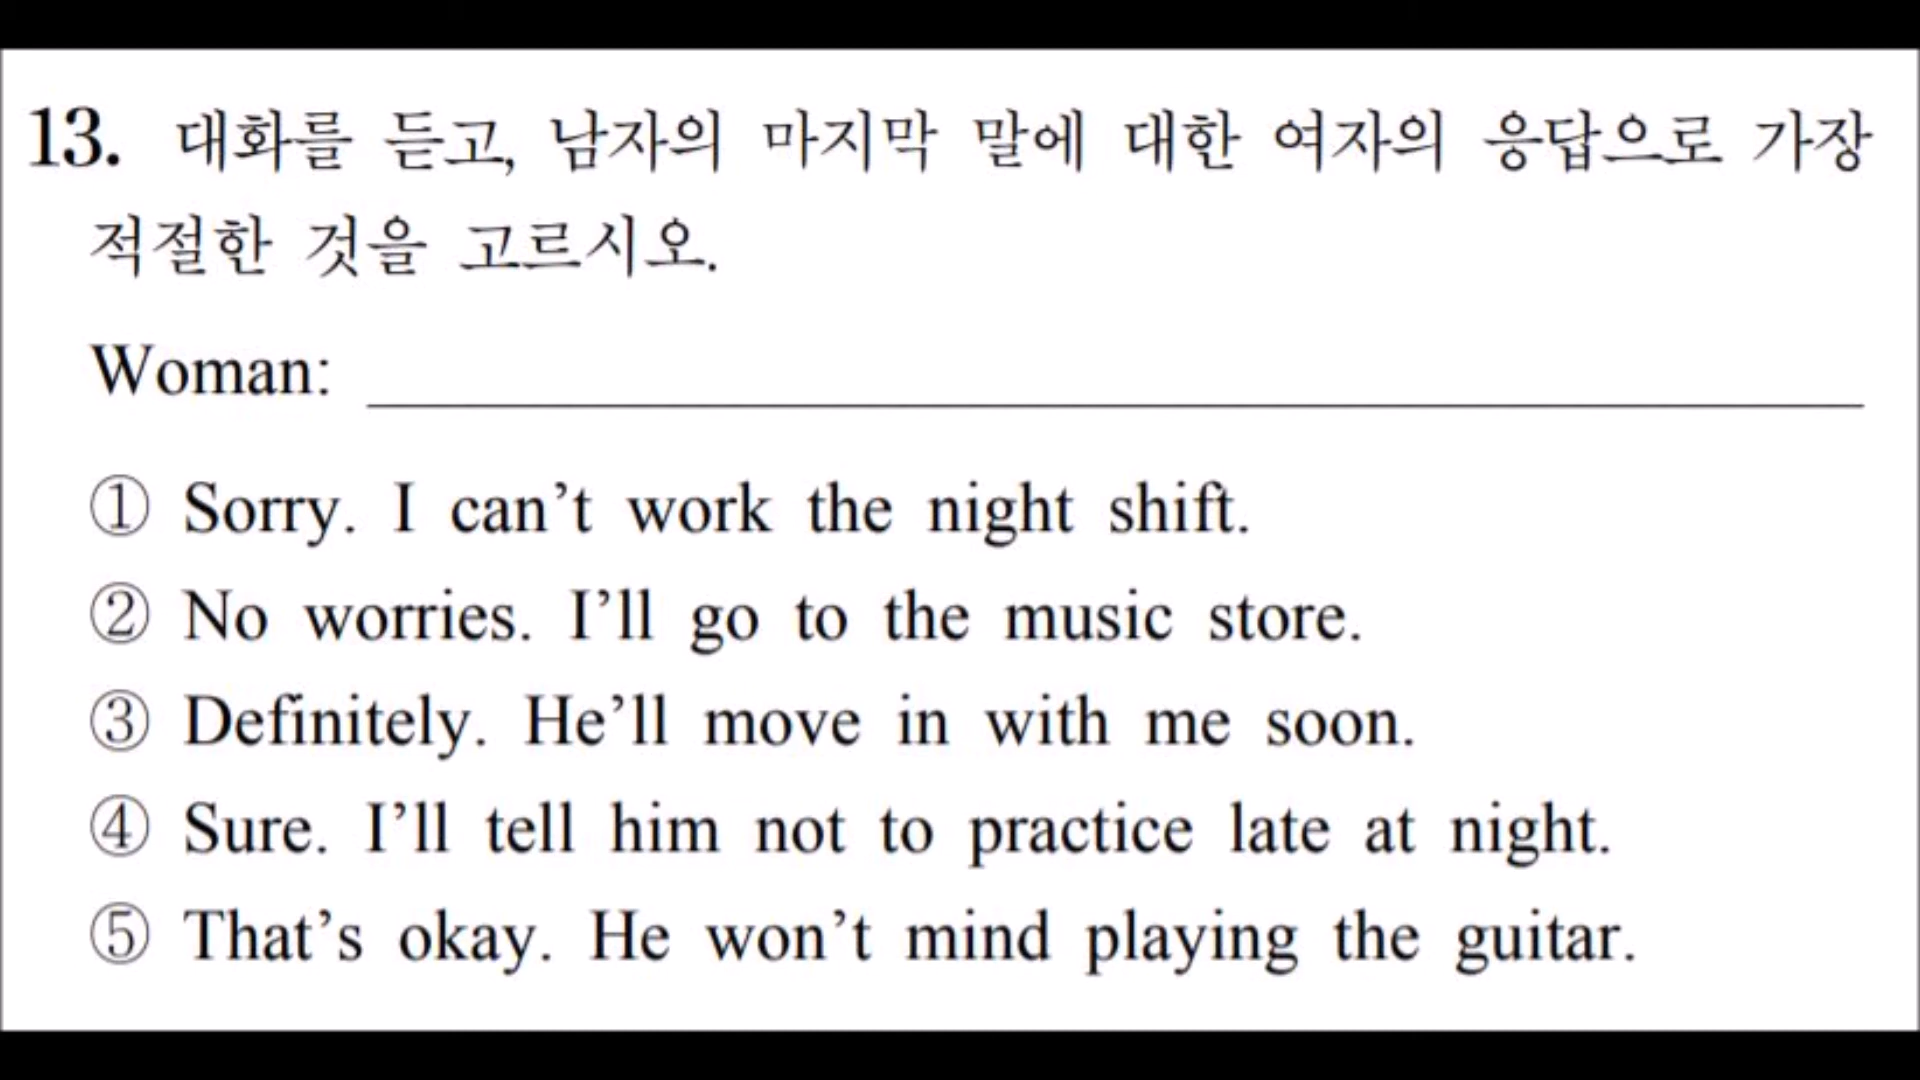 13. 대화를 듣고, 남자의 마지막 말에 대한 여자의 응답으로 가장
적절한 것을 고르시오.
Woman:
① Sorry. I can’t work the night shift.
② No worries. I’ll go to the music store.
③ Definitely. He’ll move in with me soon.
④ Sure. I’ll tell him not to practice late at night.
⑤ That’s okay. He won’t mind playing the guitar.